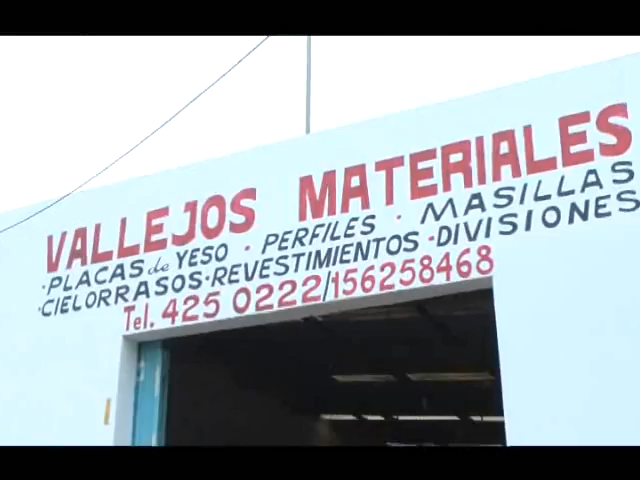 VALLEJOS MATERIALES
·PLACAS de YESO · PERFILES · MASILLAS
·CIELORRASOS·REVESTIMIENTOS·DIVISIONES
Tel. 425 0222/156258468